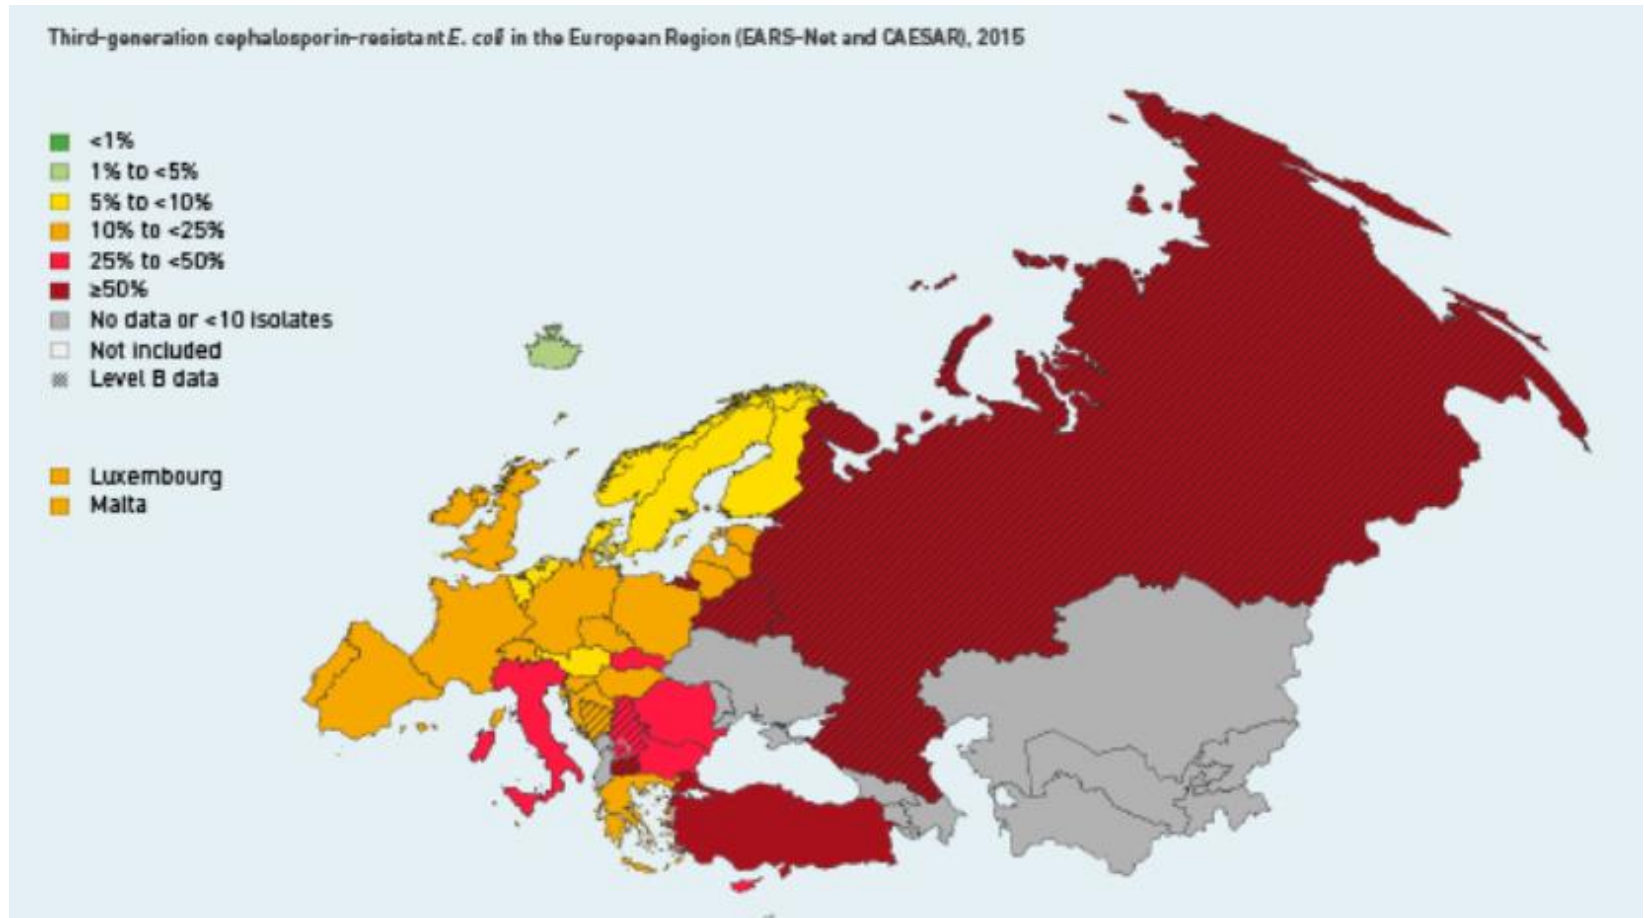 Third-generation cephalosporin-resistant E. coli in the European Region (EARS-Net and CAESAR), 2015
<1%
1% to <5%
5% to <10%
10% to <25%
25% to <50%
≥50%
No data or <10 isolates
Not included
Level B data
Luxembourg
Malta